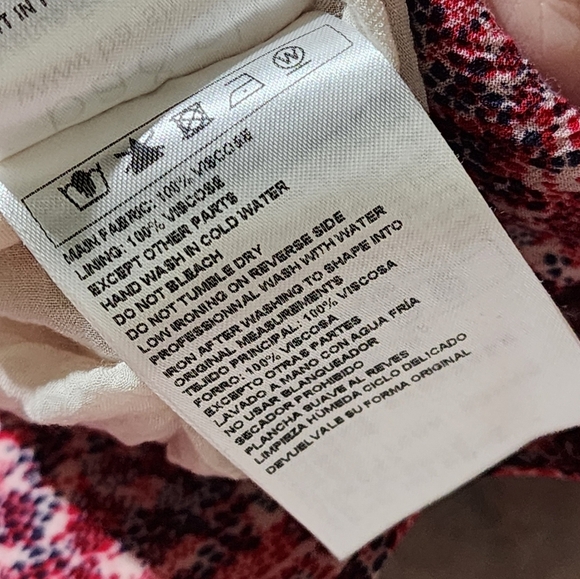 MAIN FABRIC: 100% VISCOSE
LINING: 100% VISCOSE
EXCEPT OTHER PARTS
HAND WASH IN COLD WATER
DO NOT BLEACH
DO NOT TUMBLE DRY
LOW IRONING ON REVERSE SIDE
PROFESSIONAL WASH WITH WATER
IRON AFTER WASHING TO SHAPE INTO
ORIGINAL MEASUREMENTS
TEJIDO PRINCIPAL: 100% VISCOSA
FORRO: 100% VISCOSA
EXCEPTO OTRAS PARTES
LAVADO A MANO CON AGUA FRÍA
NO USAR BLANQUEADOR
SECADOR PROHIBIDO
PLANCHA SUAVE AL REVES
LIMPIEZA HÚMEDA CICLO DELICADO
DEVUELVALE SU FORMA ORIGINAL
W